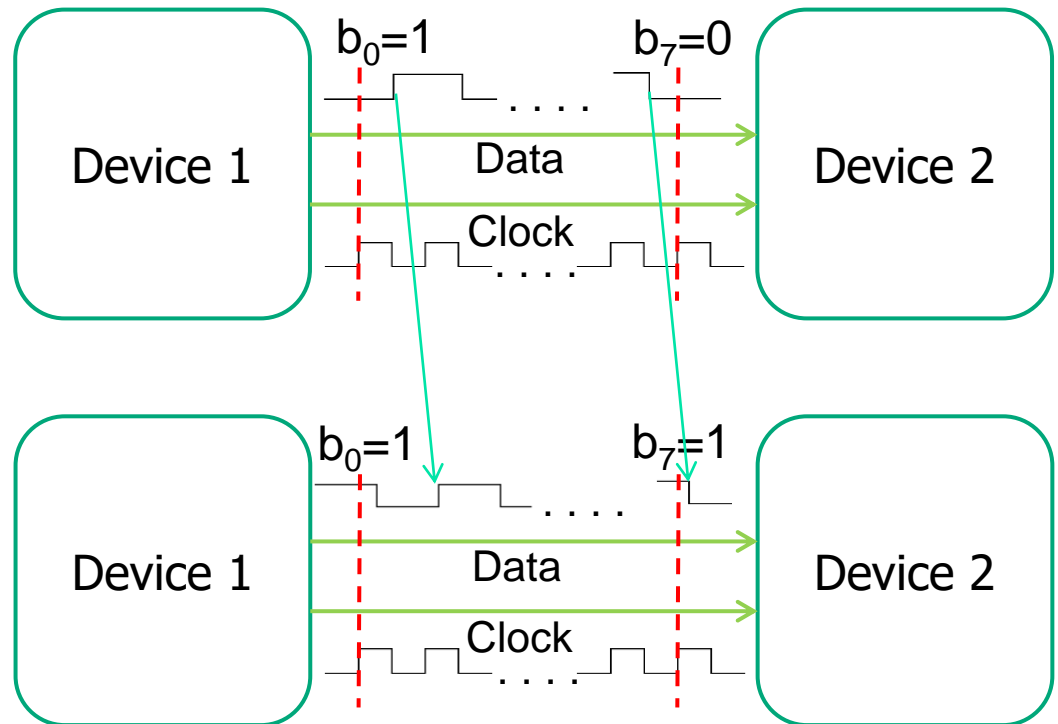 b₀=1 b₇=0
. . . .
Device 1 Data Device 2
Clock
. . . .
b₀=1 b₇=1
. . . .
Device 1 Data Device 2
Clock
. . . .